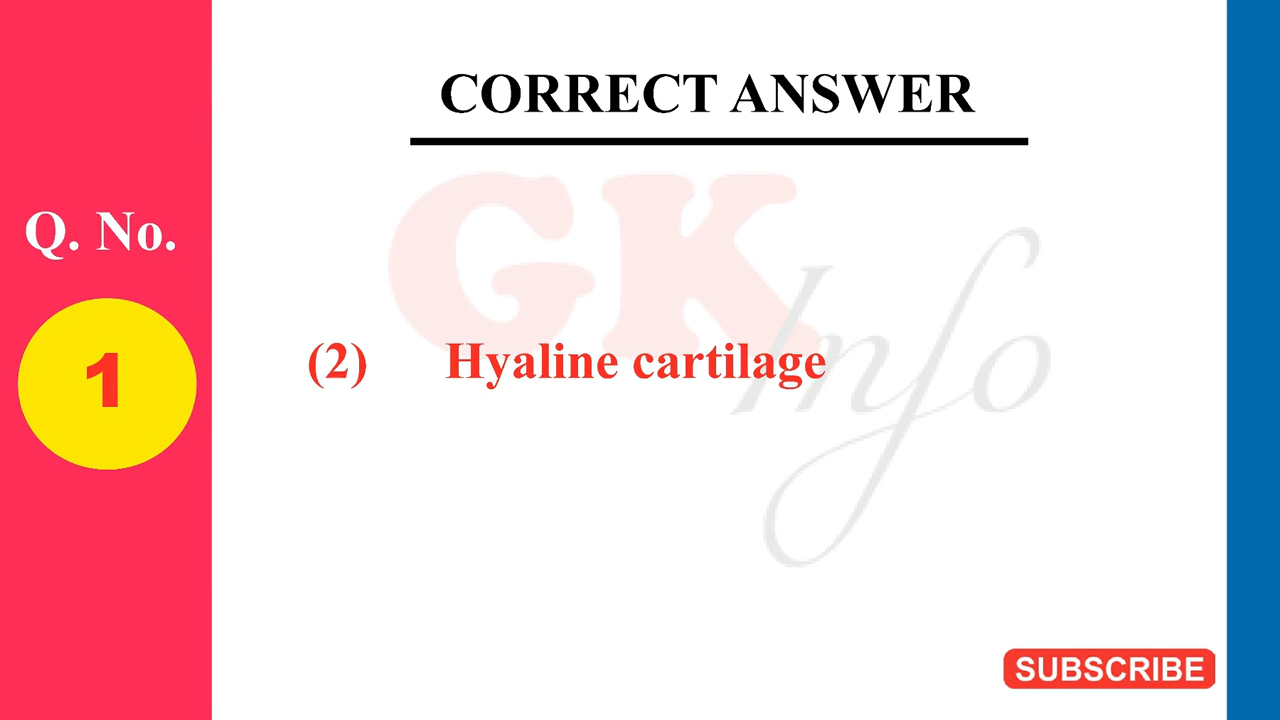 CORRECT ANSWER
Q. No.
1
(2) Hyaline cartilage
GK
Info
SUBSCRIBE